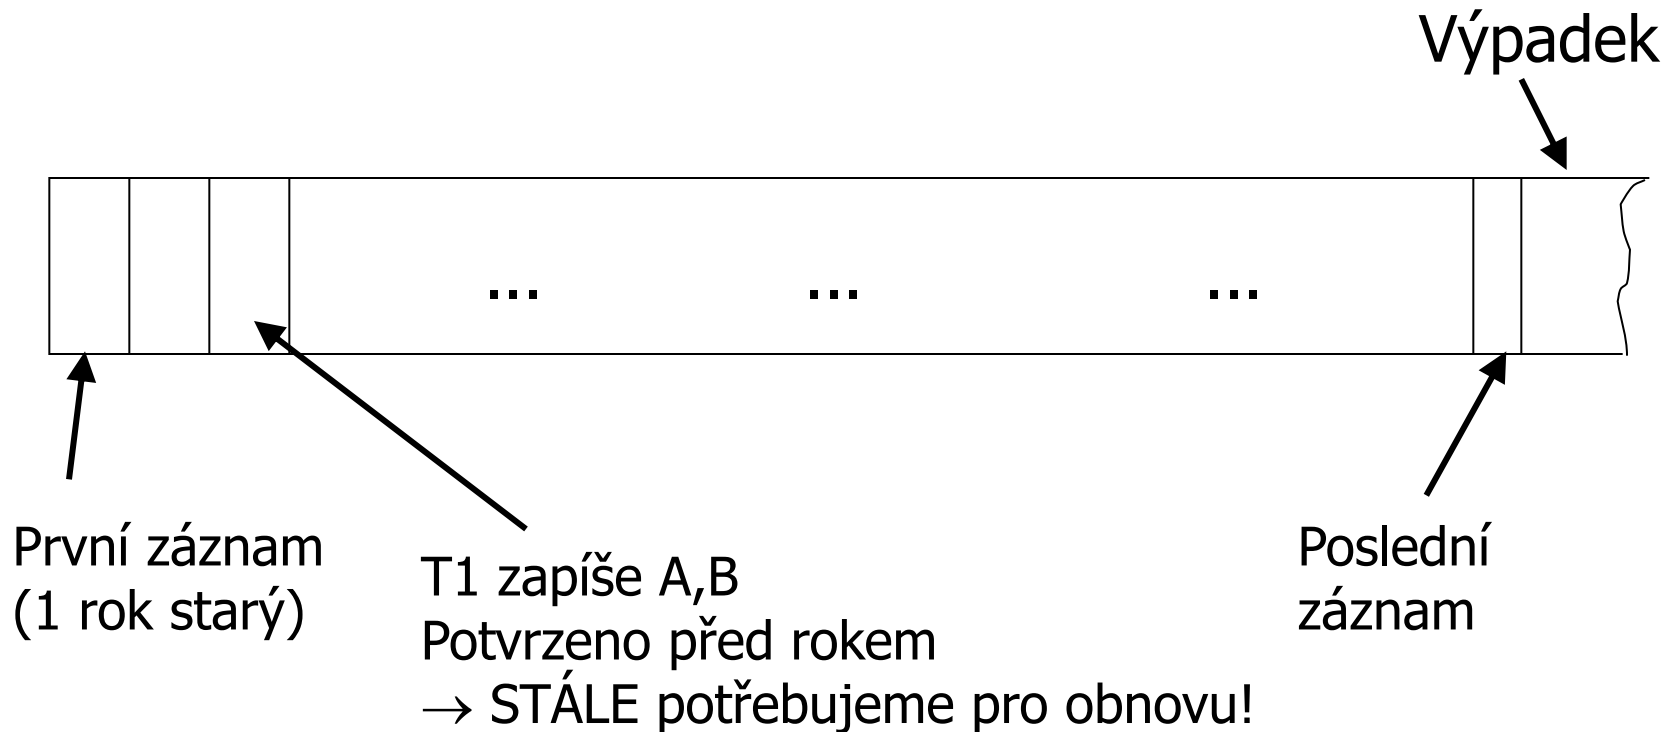 Výpadek
...
...
...
První záznam
(1 rok starý)
T1 zapíše A,B
Potvrzeno před rokem
→ STÁLE potřebujeme pro obnovu!
Poslední
záznam